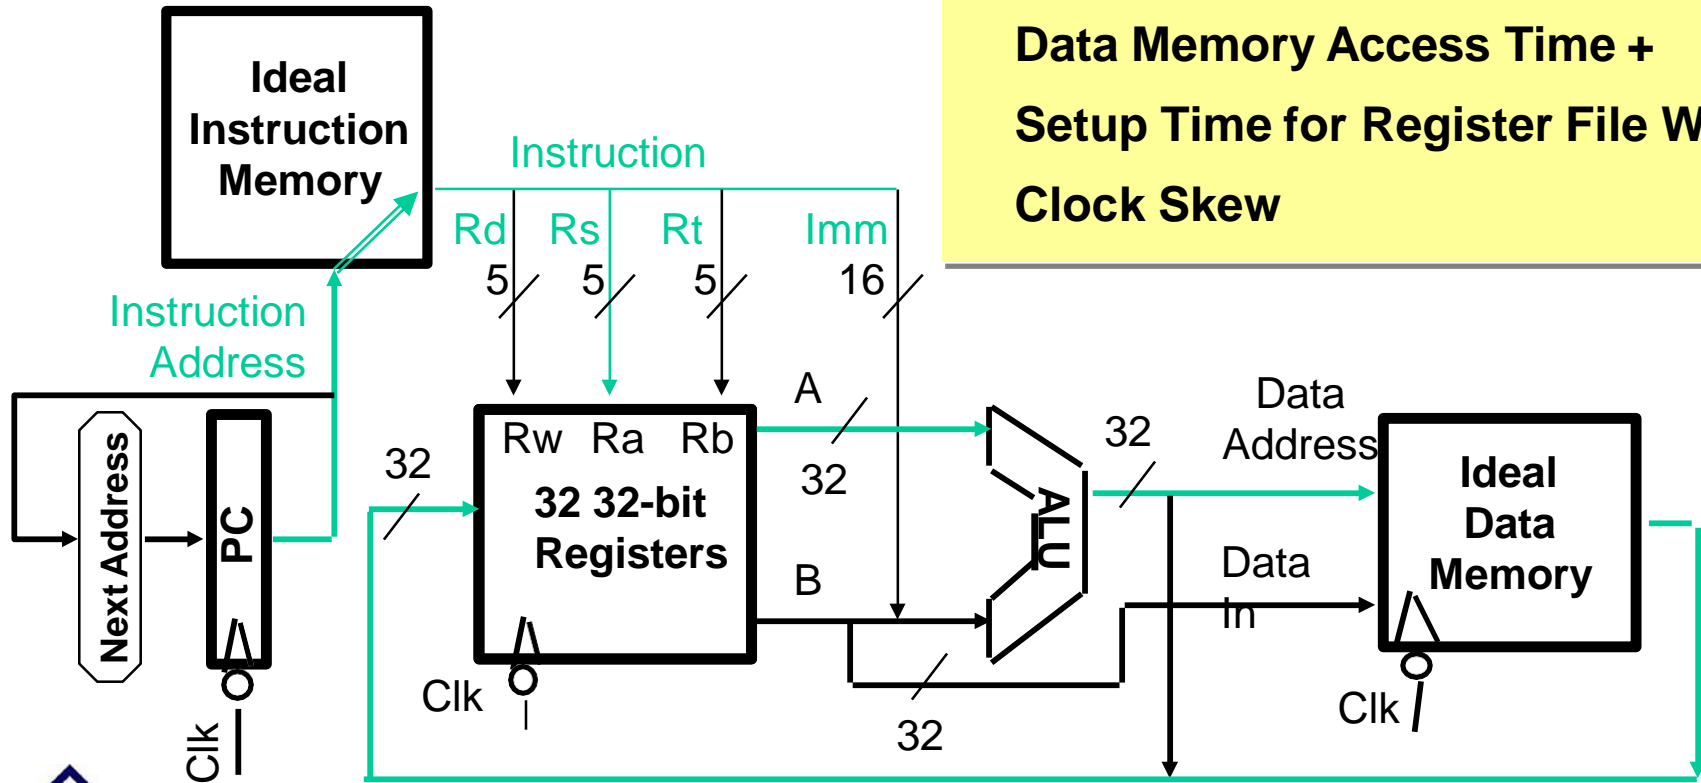 Data Memory Access Time +
Setup Time for Register File
Clock Skew
Ideal
Instruction
Memory
Instruction
Rd Rs Rt Imm
5 5 5 16
Instruction
Address
Next Address
PC
Clk
32
Rw Ra Rb
32 32-bit
Registers
Clk
A
32
B
32
ALU
32
Data
Address
Data
In
Ideal
Data
Memory
Clk